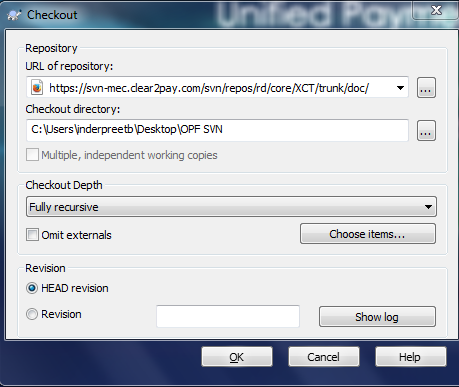 Unified Payme
Checkout
Repository
URL of repository:
https://svn-mec.clear2pay.com/svn/repos/rd/core/XCT/trunk/doc/
...
Checkout directory:
C:\Users\inderpreetb\Desktop\OPF SVN
...
Multiple, independent working copies
Checkout Depth
Fully recursive
Omit externals
Choose items...
Revision
HEAD revision
Revision
Show log
OK
Cancel
Help